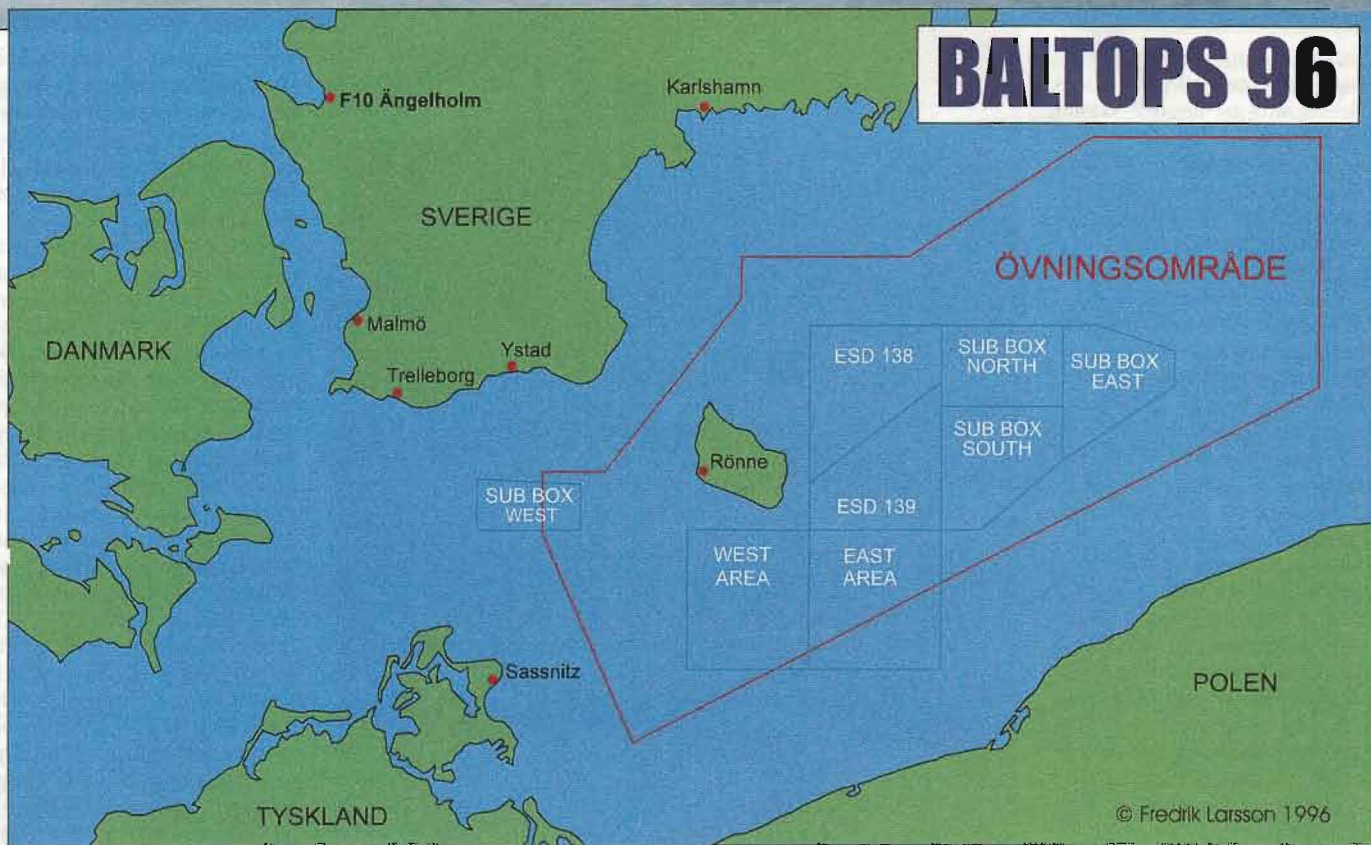 BALTOPS 96
F10 Ängelholm
Karlshamn
SVERIGE
ÖVNINGSOMRÅDE
Malmö
DANMARK
Ystad
Trelleborg
ESD 138
SUB BOX
NORTH
SUB BOX
EAST
SUB BOX
SOUTH
Rönne
SUB BOX
WEST
ESD 139
WEST
AREA
EAST
AREA
Sassnitz
POLEN
TYSKLAND
© Fredrik Larsson 1996